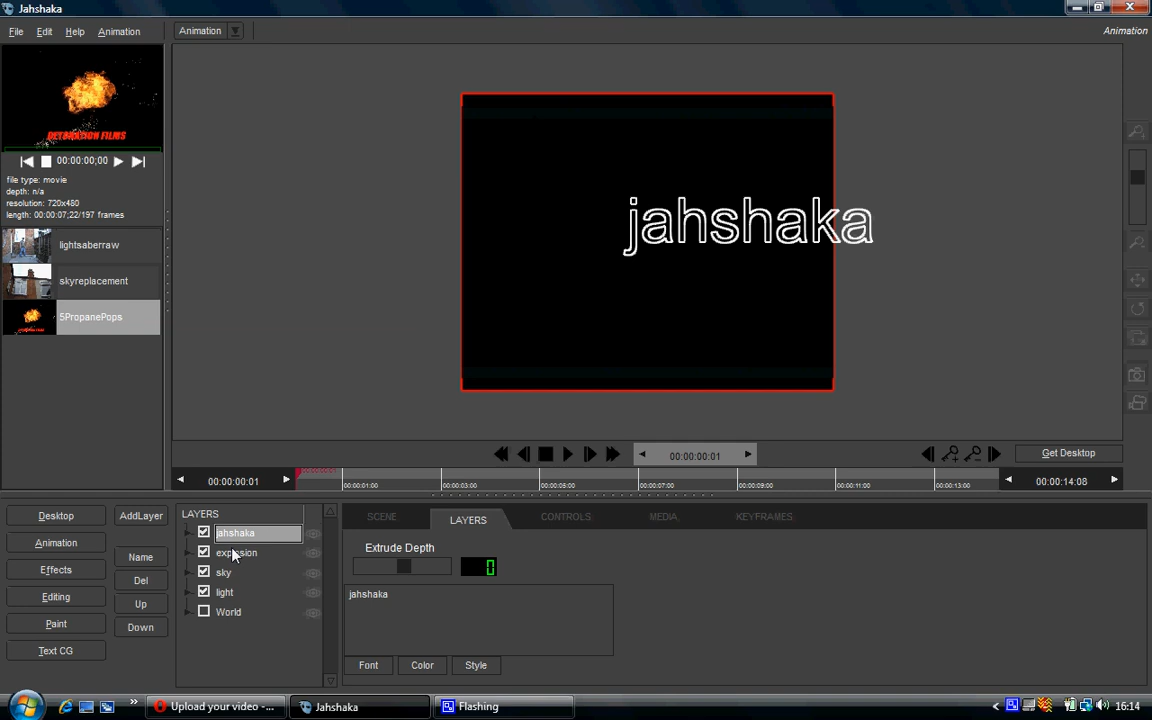 Jahshaka
File Edit Help Animation
Animation
Animation
DETONATION FILMS
00:00:00;00
file type: movie
depth: n/a
resolution: 720x480
length: 00:00:07;22/197 frames
lightsaberraw
skyreplacement
5PropanePops
jahshaka
00:00:00:01
Get Desktop
00:00:00:01
00:00:01:00 00:00:03:00 00:00:05:00 00:00:07:00 00:00:09:00 00:00:11:00 00:00:13:00
00:00:14:08
Desktop
Animation
Effects
Editing
Paint
Text CG
AddLayer
Name
Del
Up
Down
LAYERS
jahshaka
sky
light
World
SCENE LAYERS CONTROLS MEDIA KEYFRAMES
Extrude Depth
0
jahshaka
Font Color Style
Upload your video -... Jahshaka Flashing 16:14